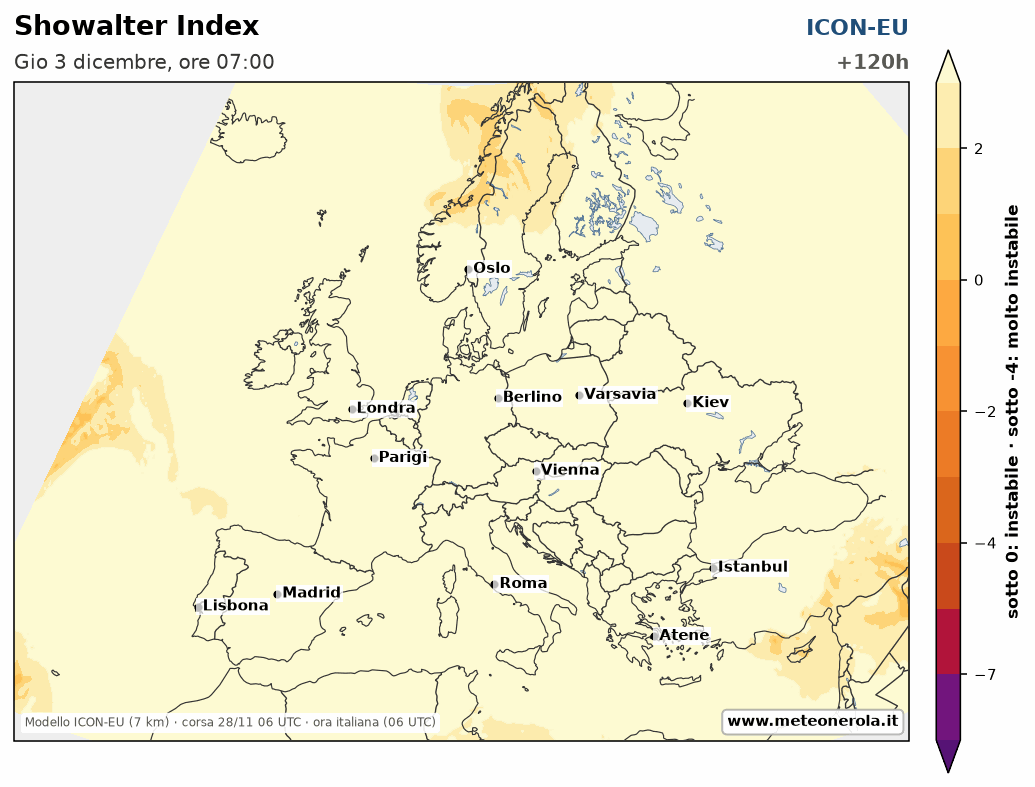 Showalter Index
ICON-EU
Gio 3 dicembre, ore 07:00
+120h
2
0
−2
−4
−7
sotto 0: instabile · sotto -4: molto instabile
Oslo
Berlino
Varsavia
Kiev
Londra
Parigi
Vienna
Istanbul
Roma
Madrid
Lisbona
Atene
Modello ICON-EU (7 km) · corsa 28/11 06 UTC · ora italiana (06 UTC)
www.meteonerola.it